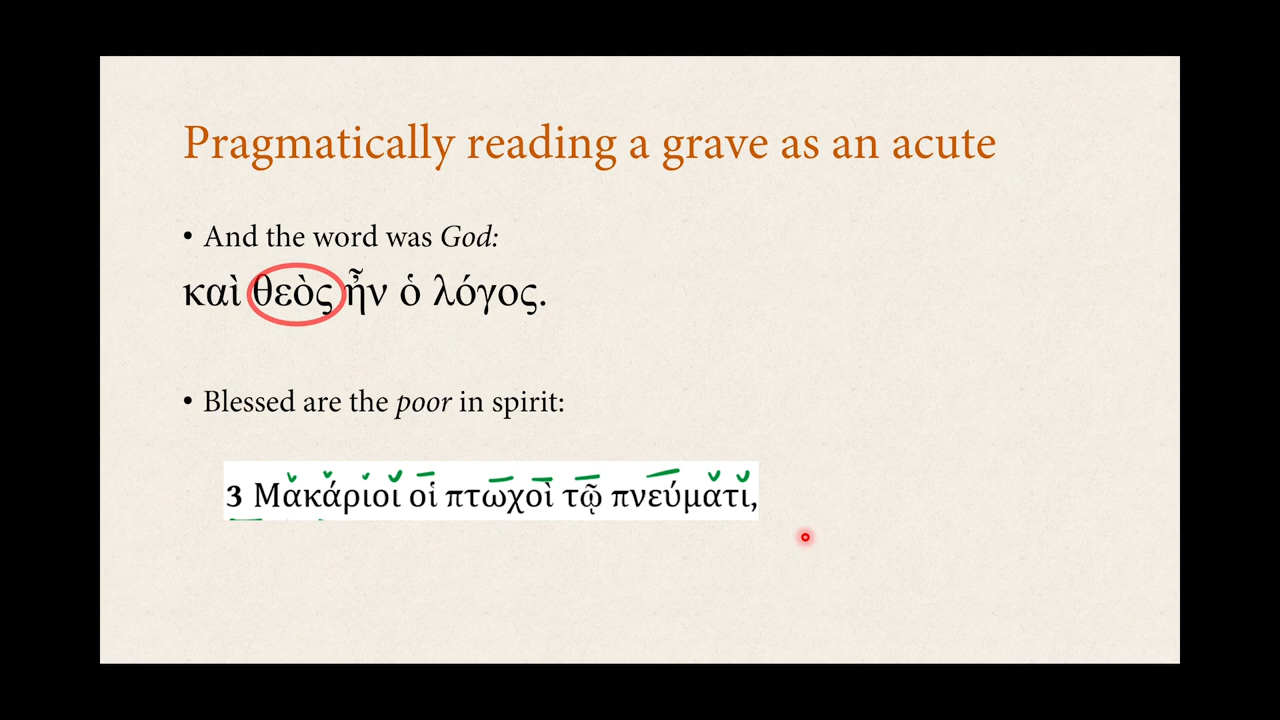 Pragmatically reading a grave as an acute
• And the word was God:
καὶ θεὸς ἦν ὁ λόγος.
• Blessed are the poor in spirit:
3 Μακάριοι οἱ πτωχοὶ τῷ πνεύματι,